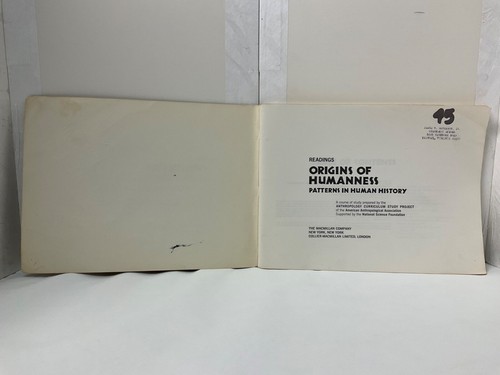 45
READINGS
ORIGINS OF
HUMANNESS
PATTERNS IN HUMAN HISTORY
A course of study prepared by the
ANTHROPOLOGY CURRICULUM STUDY PROJECT
of the American Anthropological Association
Supported by the National Science Foundation
THE MACMILLAN COMPANY
NEW YORK, NEW YORK
COLLIER-MACMILLAN LIMITED, LONDON